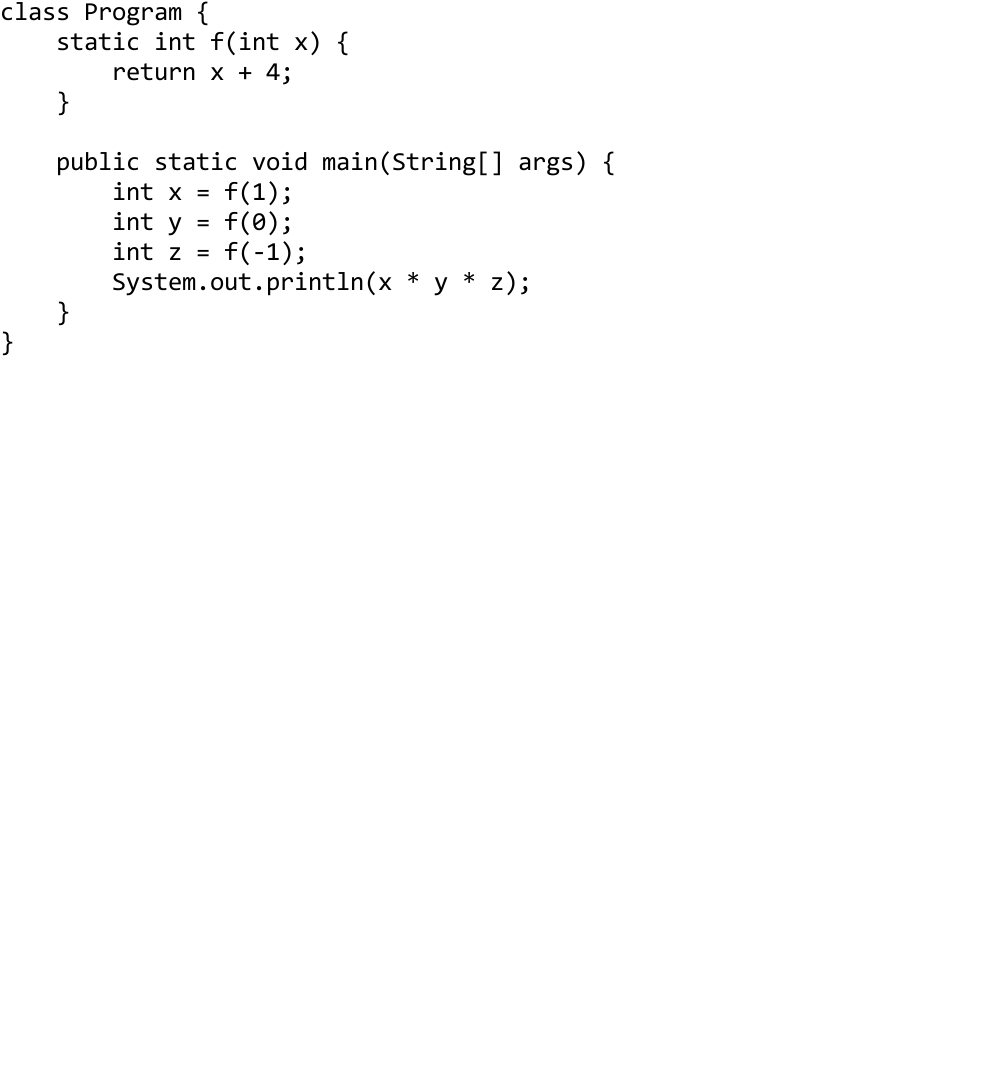 class Program {
    static int f(int x) {
        return x + 4;
    }

    public static void main(String[] args) {
        int x = f(1);
        int y = f(0);
        int z = f(-1);
        System.out.println(x * y * z);
    }
}